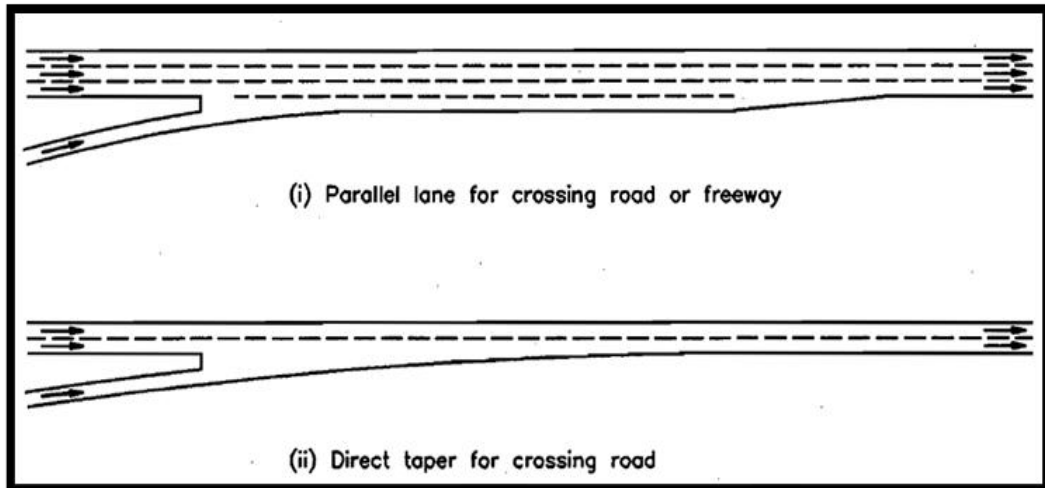 (i) Parallel lane for crossing road or freeway
(ii) Direct taper for crossing road